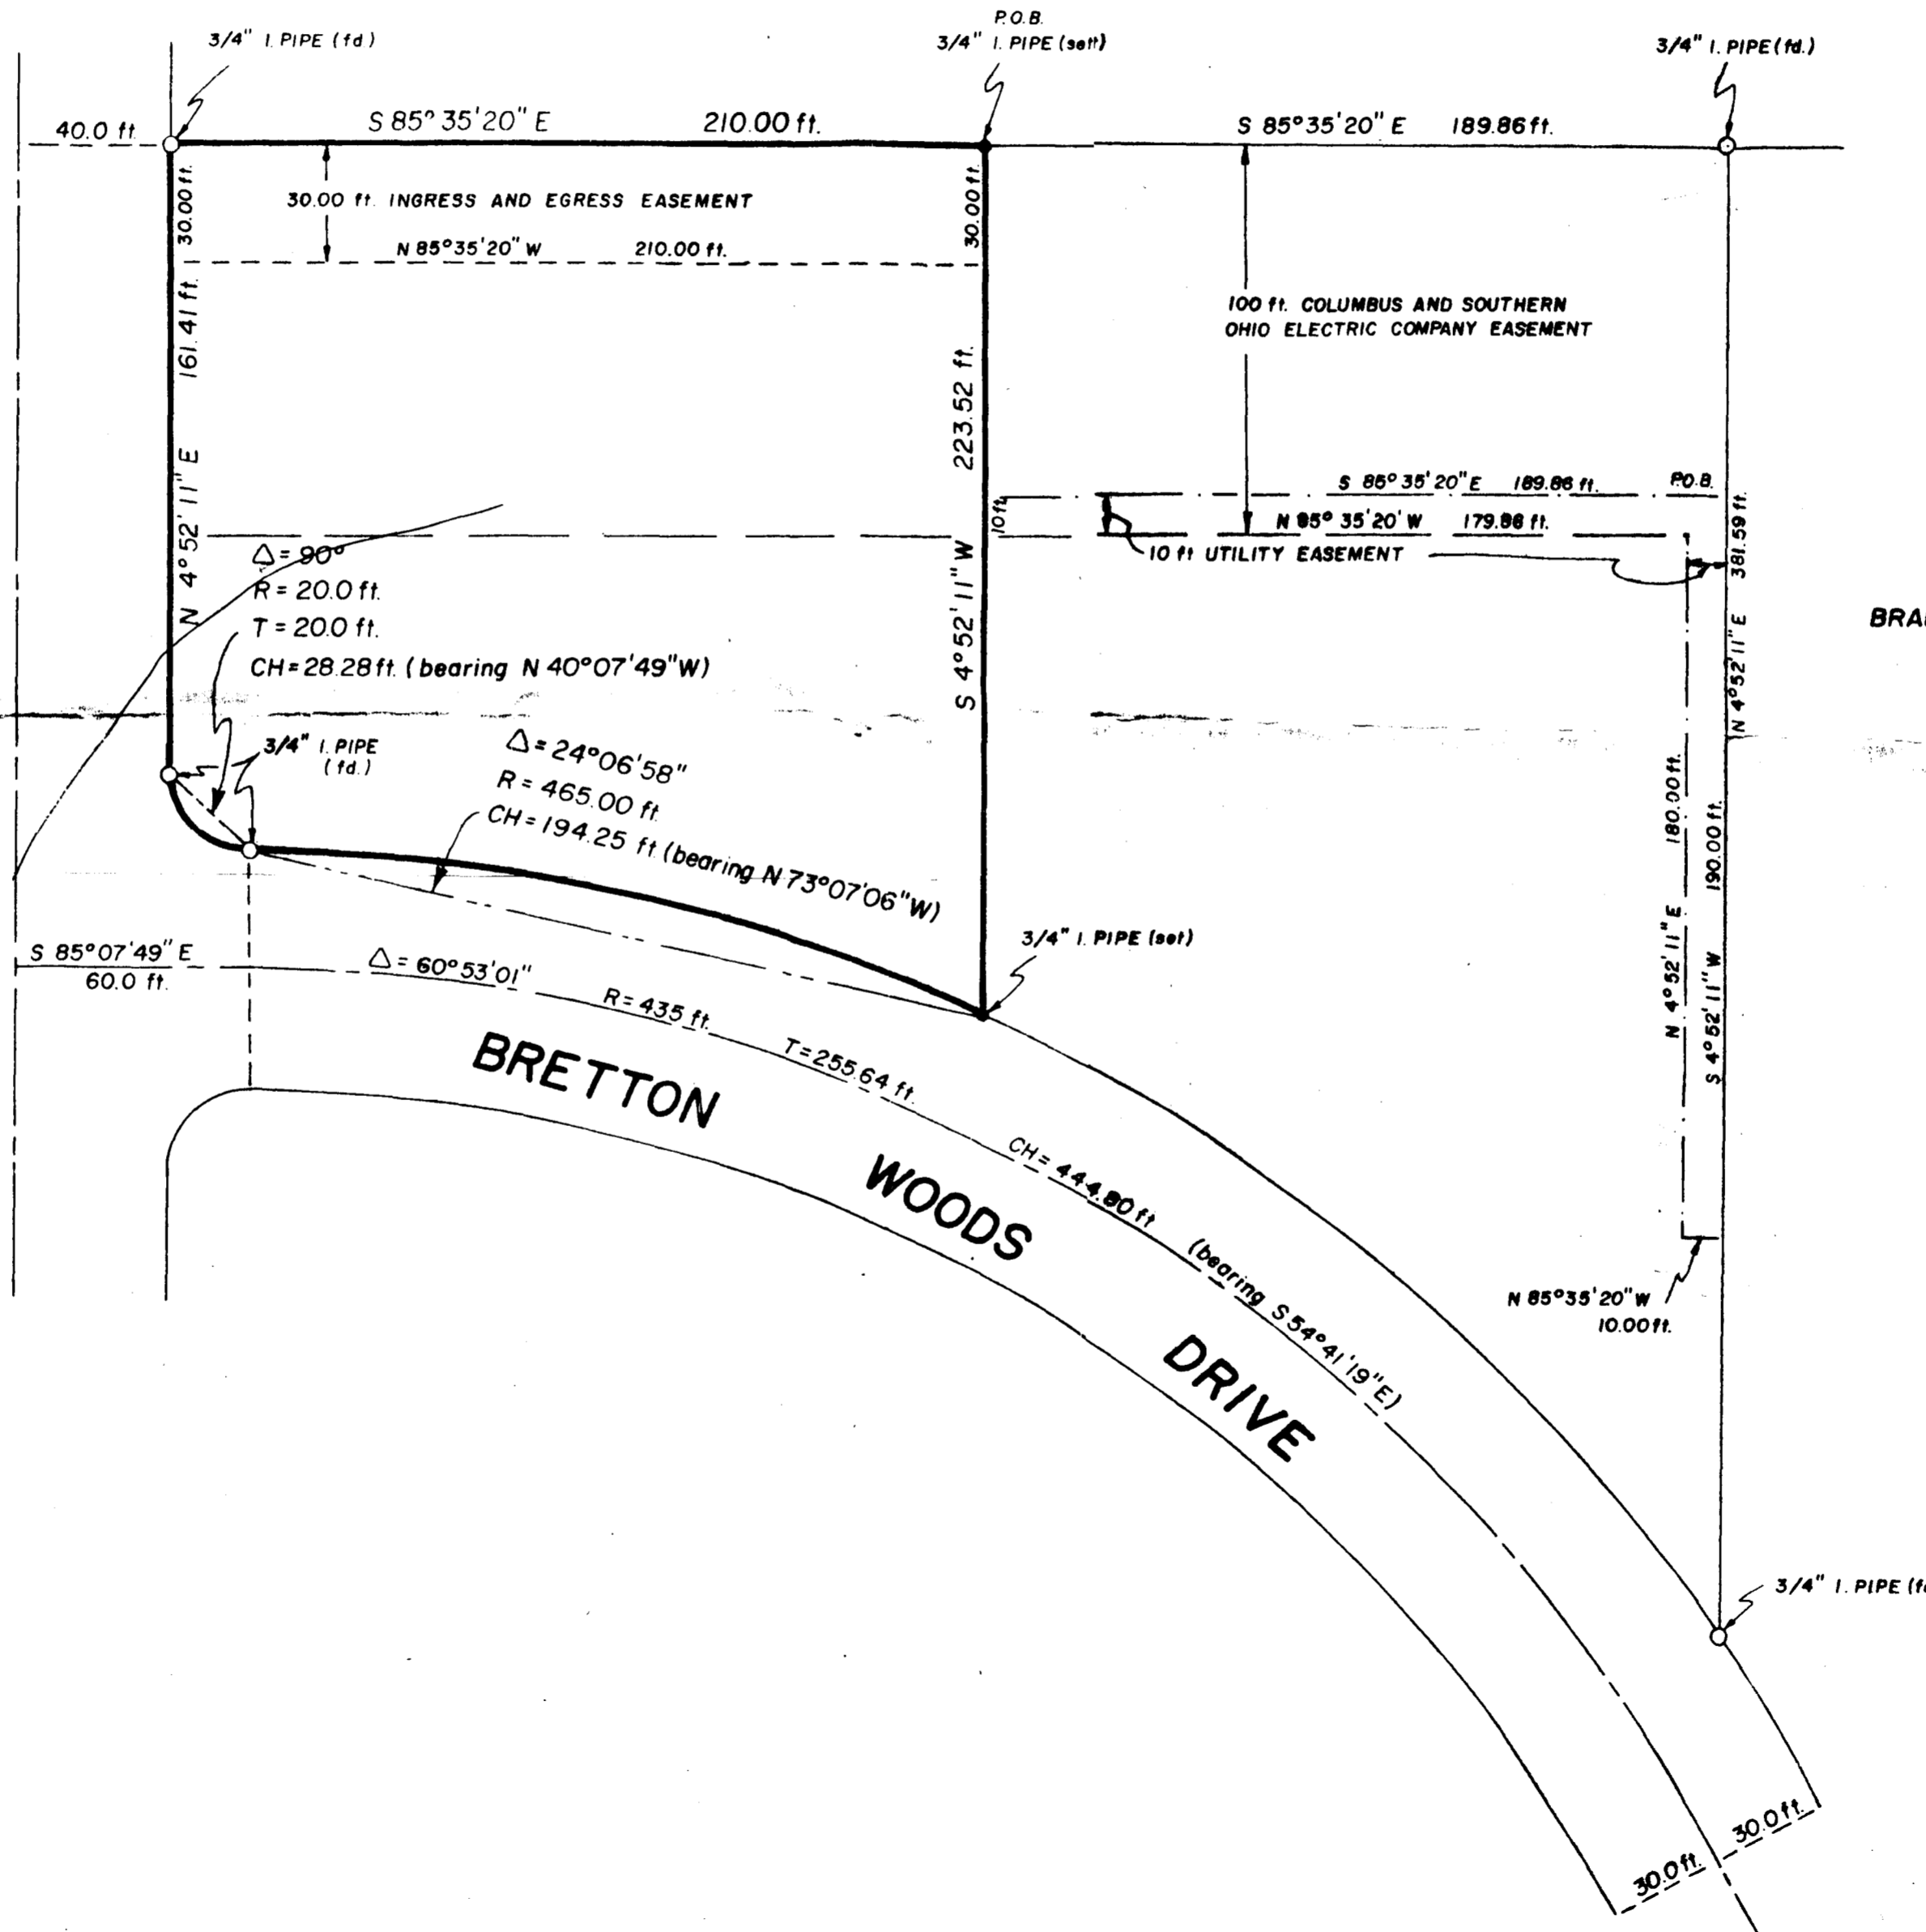 P.O.B.
3/4" I. PIPE (fd)
3/4" I. PIPE (sett)
3/4" I. PIPE (fd.)
40.0 ft.
S 85° 35' 20" E 210.00 ft.
S 85° 35' 20" E 189.86 ft.
30.00 ft.
30.00 ft. INGRESS AND EGRESS EASEMENT
30.00 ft.
N 85° 35' 20" W 210.00 ft.
N 4° 52' 11" E 161.41 ft.
S 4° 52' 11" W 223.52 ft.
100 ft. COLUMBUS AND SOUTHERN
OHIO ELECTRIC COMPANY EASEMENT
S 85° 35' 20" E 189.86 ft. P.O.B.
10 ft.
N 85° 35' 20' W 179.86 ft.
10 ft UTILITY EASEMENT
N 4° 52' 11" E 381.59 ft.
BRA
Δ = 90°
R = 20.0 ft.
T = 20.0 ft.
CH = 28.28 ft. (bearing N 40° 07' 49" W)
3/4" I. PIPE
(fd.)
Δ = 24° 06' 58"
R = 465.00 ft.
CH = 194.25 ft (bearing N 73° 07' 06" W)
N 4° 52' 11" E 180.00 ft.
S 4° 52' 11" W 190.00 ft.
3/4" I. PIPE (set)
S 85° 07' 49" E
60.0 ft.
Δ = 60° 53' 01"
R = 435 ft.
T = 255.64 ft.
CH = 444.80 ft (bearing S 54° 41' 19" E)
BRETTON
WOODS
DRIVE
N 85° 35' 20" W
10.00 ft.
3/4" I. PIPE (fd
30.0 ft.
30.0 ft.